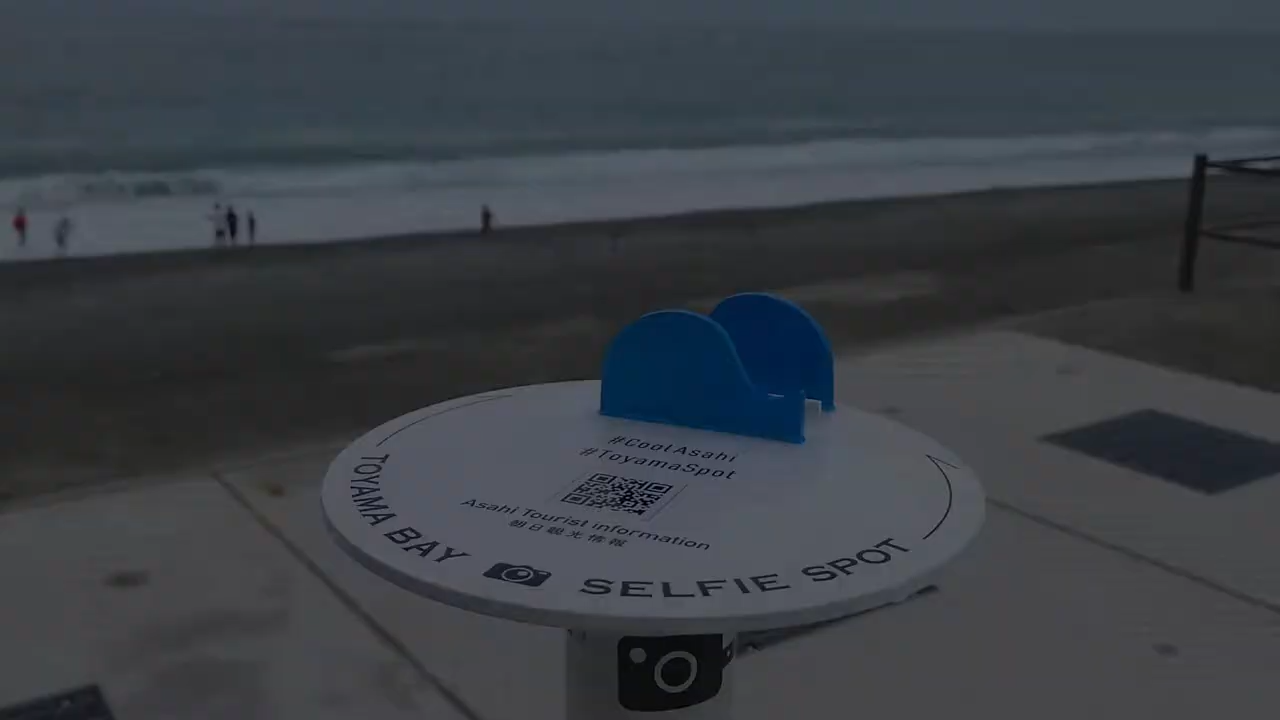 #CoolAsahi
#ToyamaSpot
Asahi Tourist information
朝日観光情報
TOYAMA BAY SELFIE SPOT